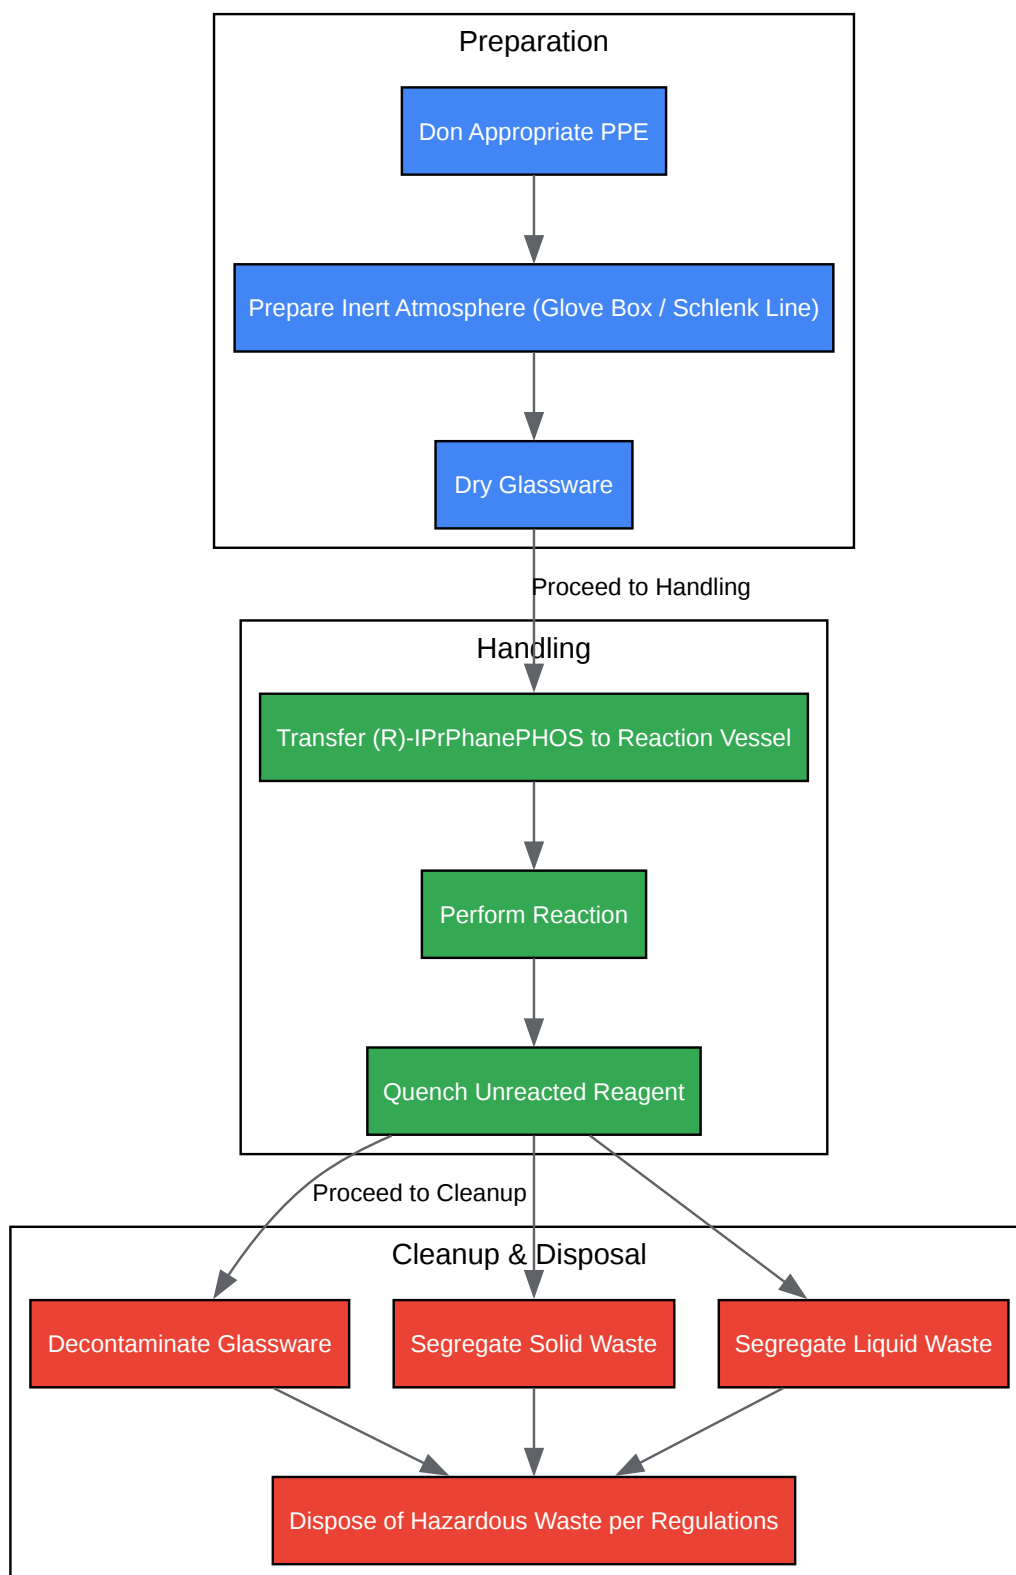 Preparation
Don Appropriate PPE
Prepare Inert Atmosphere (Glove Box / Schlenk Line)
Dry Glassware
Proceed to Handling
Handling
Transfer (R)-IPrPhanePHOS to Reaction Vessel
Perform Reaction
Quench Unreacted Reagent
Proceed to Cleanup
Cleanup & Disposal
Decontaminate Glassware
Segregate Solid Waste
Segregate Liquid Waste
Dispose of Hazardous Waste per Regulations